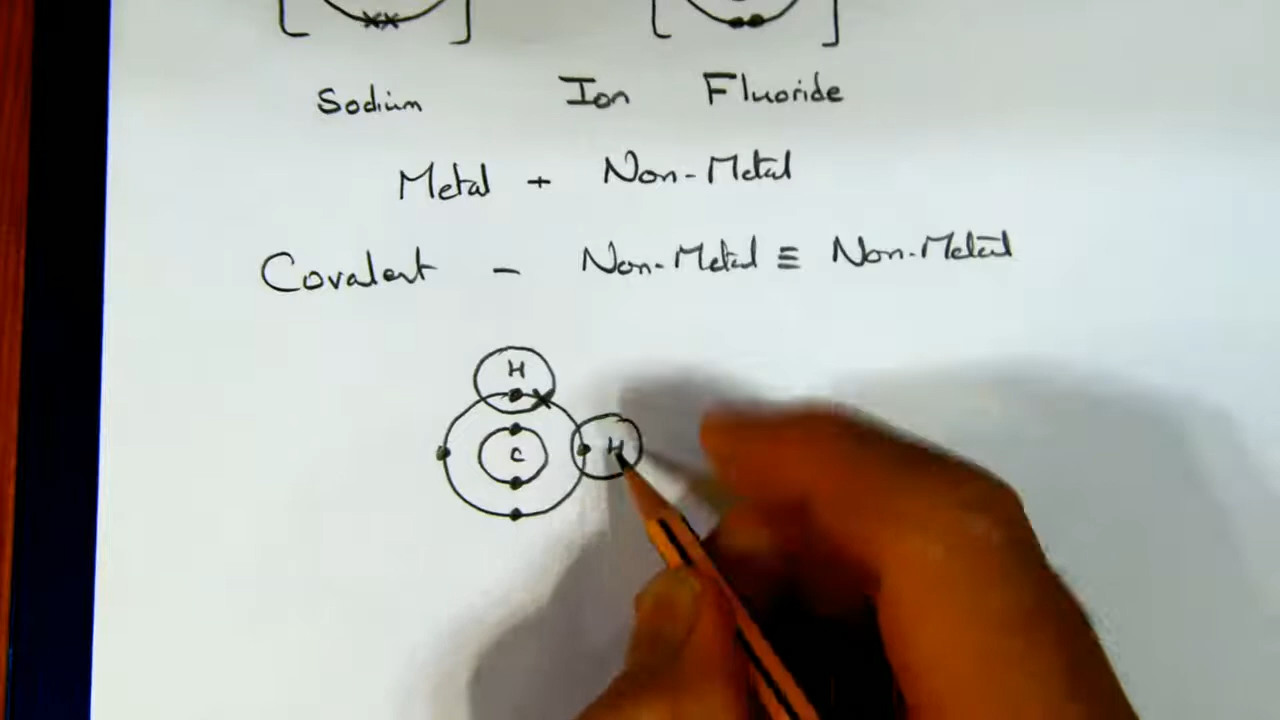 Sodium Ion Fluoride
Metal + Non-Metal
Covalent - Non-Metal ≡ Non-Metal
H
C H